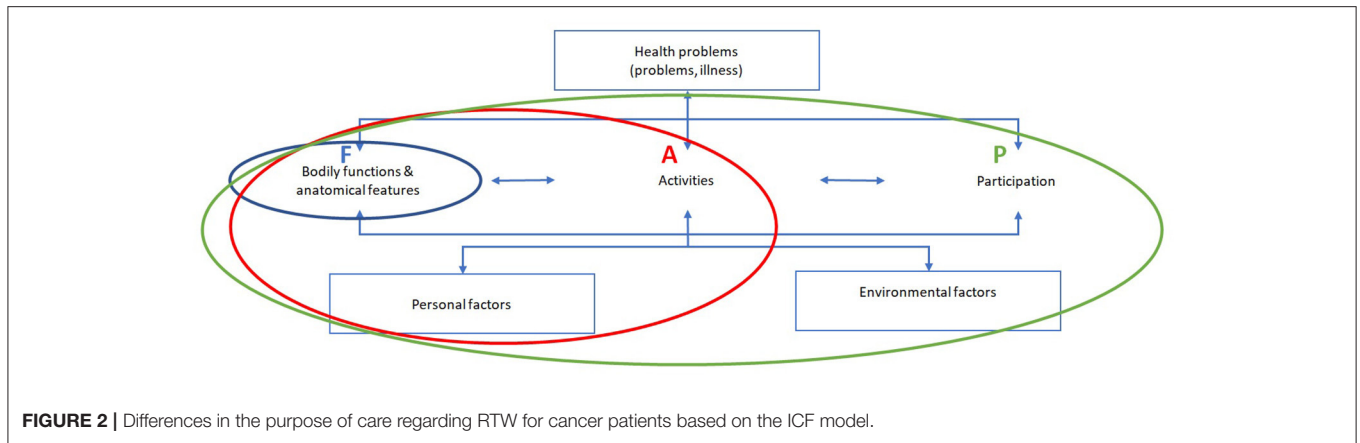 Health problems
(problems, illness)
F
Bodily functions &
anatomical features
A
Activities
P
Participation
Personal factors
Environmental factors
FIGURE 2 | Differences in the purpose of care regarding RTW for cancer patients based on the ICF model.